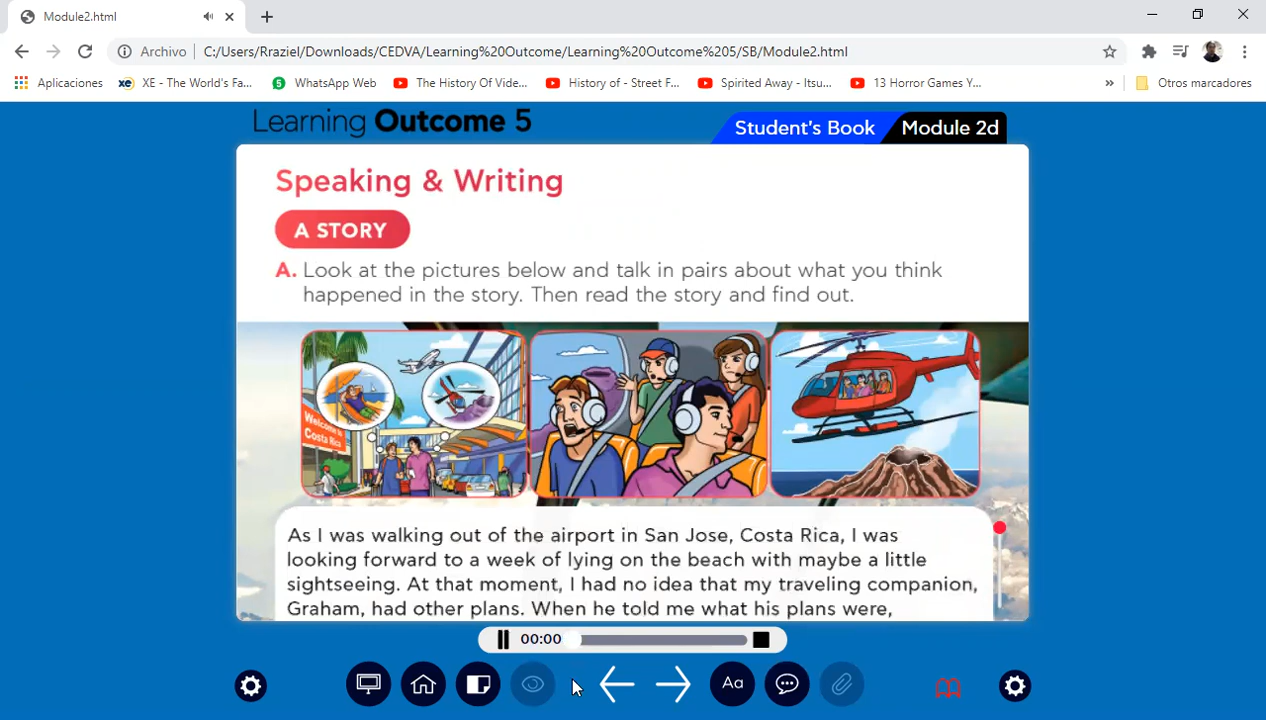 Module2.html
Archivo
C:/Users/Rraziel/Downloads/CEDVA/Learning%20Outcome/Learning%20Outcome%205/SB/Module2.html
Aplicaciones
XE - The World's Fa...
WhatsApp Web
The History Of Vide...
History of - Street F...
Spirited Away - Itsu...
13 Horror Games Y...
»
Otros marcadores
Learning Outcome 5
Student's Book
Module 2d
Speaking & Writing
A STORY
A. Look at the pictures below and talk in pairs about what you think
happened in the story. Then read the story and find out.
Welcome to
Costa Rica
As I was walking out of the airport in San Jose, Costa Rica, I was
looking forward to a week of lying on the beach with maybe a little
sightseeing. At that moment, I had no idea that my traveling companion,
Graham, had other plans. When he told me what his plans were,
00:00
Aa